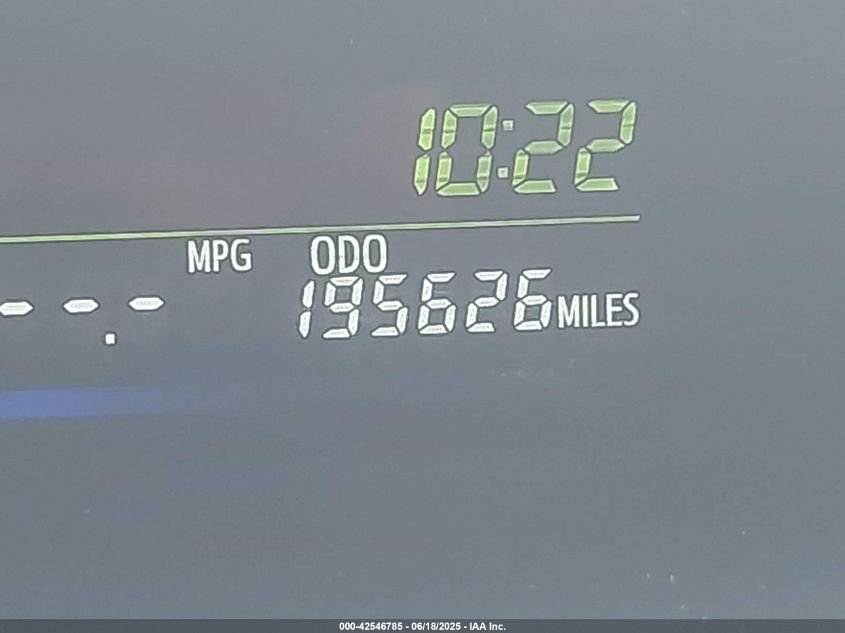 10:22
MPG ODO
--.- 195626 MILES
000-42546785 - 06/18/2025 - IAA Inc.